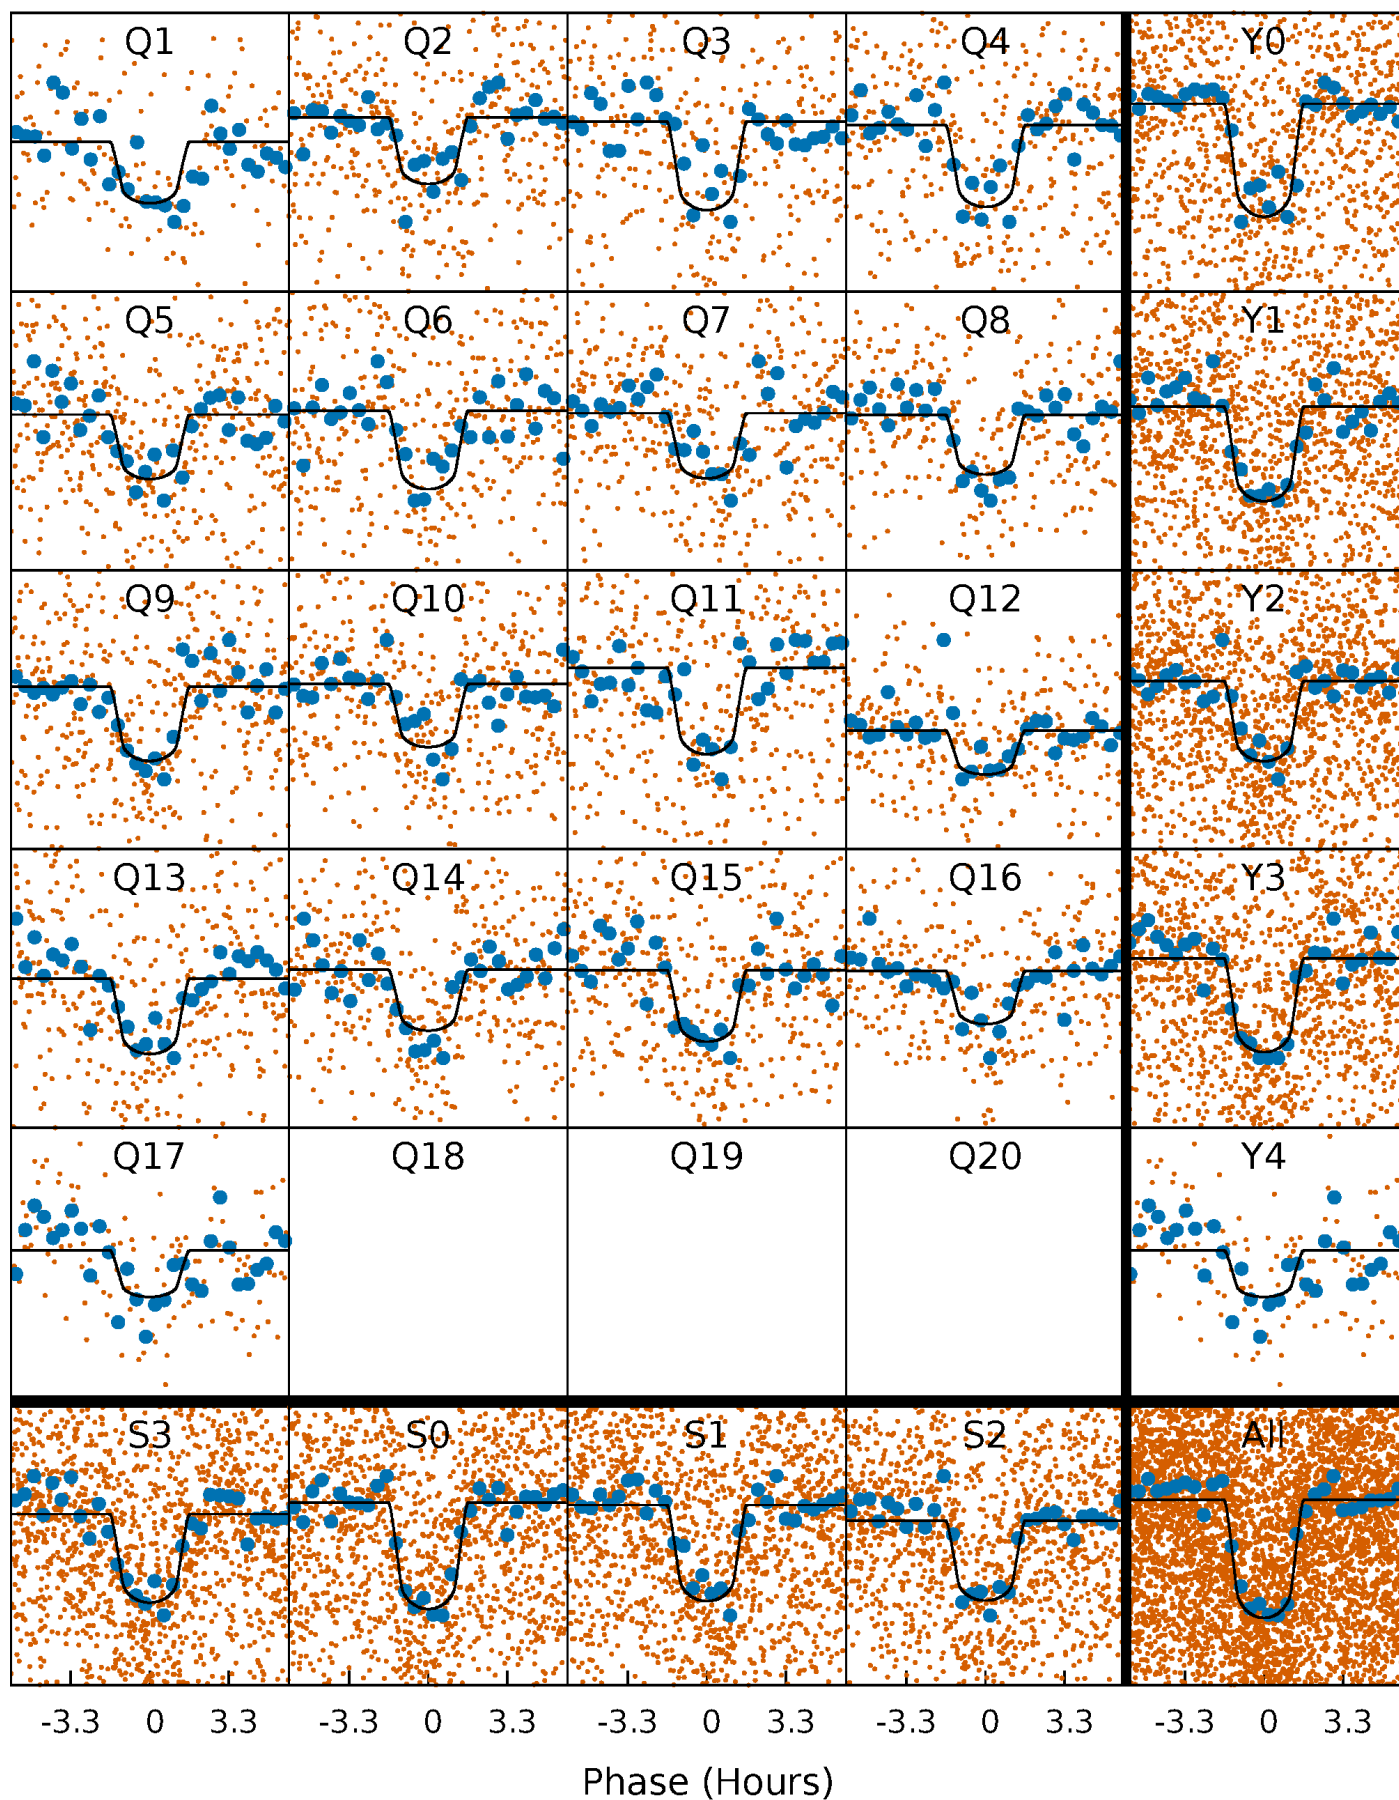 Q1 Q2 Q3 Q4 Y0
Q5 Q6 Q7 Q8 Y1
Q9 Q10 Q11 Q12 Y2
Q13 Q14 Q15 Q16 Y3
Q17 Q18 Q19 Q20 Y4
S3 S0 S1 S2 All
-3.3 0 3.3 -3.3 0 3.3 -3.3 0 3.3 -3.3 0 3.3 -3.3 0 3.3
Phase (Hours)